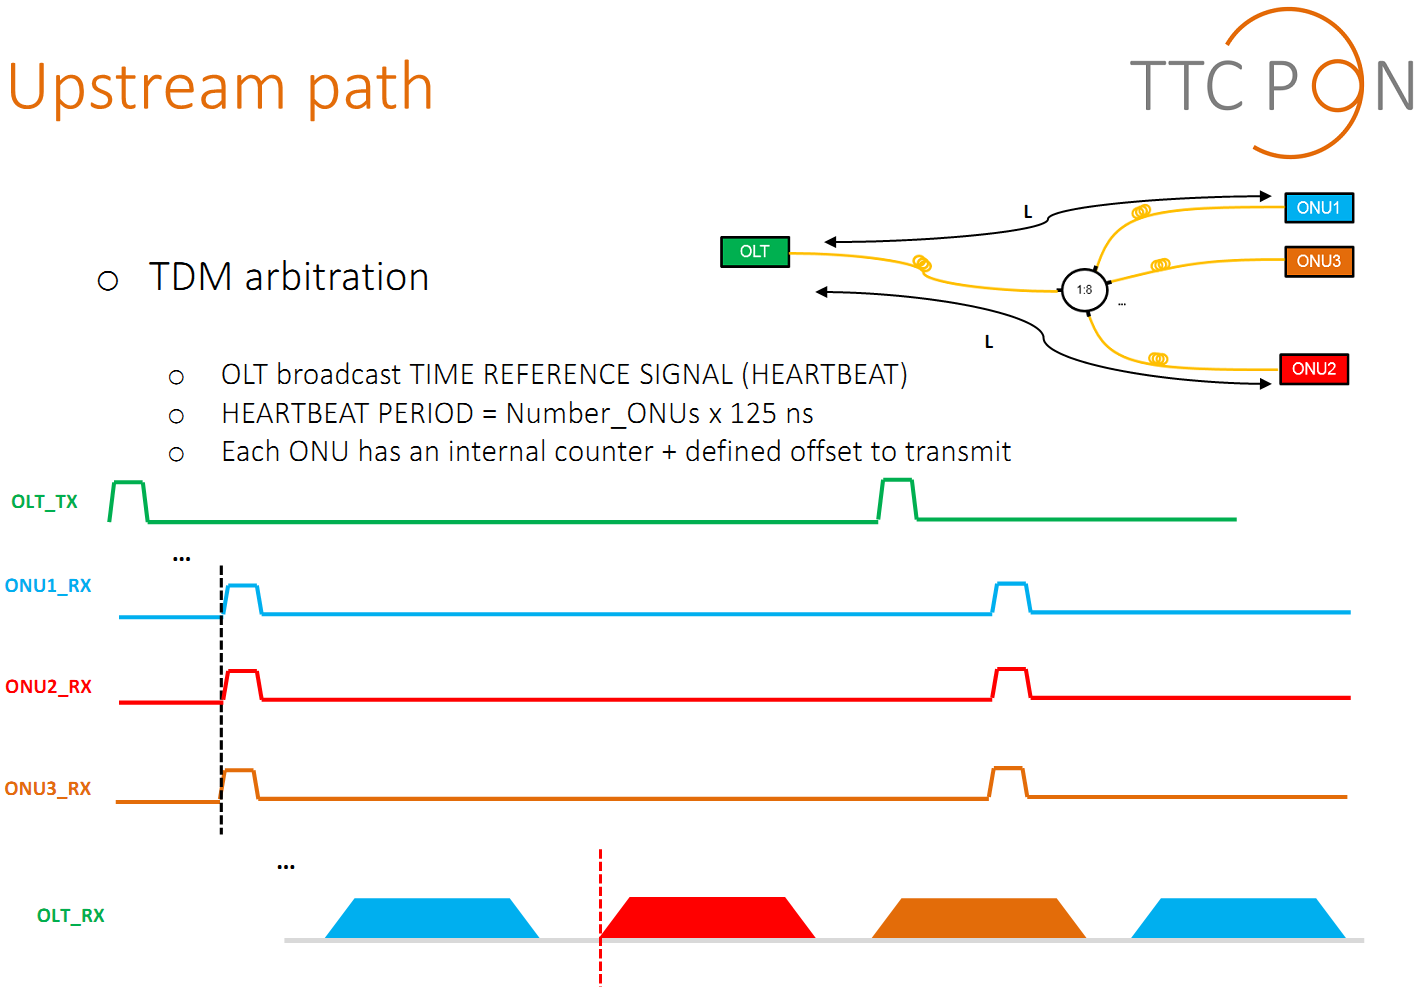 Upstream path
TTC PON
L
ONU1
OLT
ONU3
TDM arbitration
1:8
...
L
ONU2
OLT broadcast TIME REFERENCE SIGNAL (HEARTBEAT)
HEARTBEAT PERIOD = Number_ONUs x 125 ns
Each ONU has an internal counter + defined offset to transmit
OLT_TX
...
ONU1_RX
ONU2_RX
ONU3_RX
...
OLT_RX